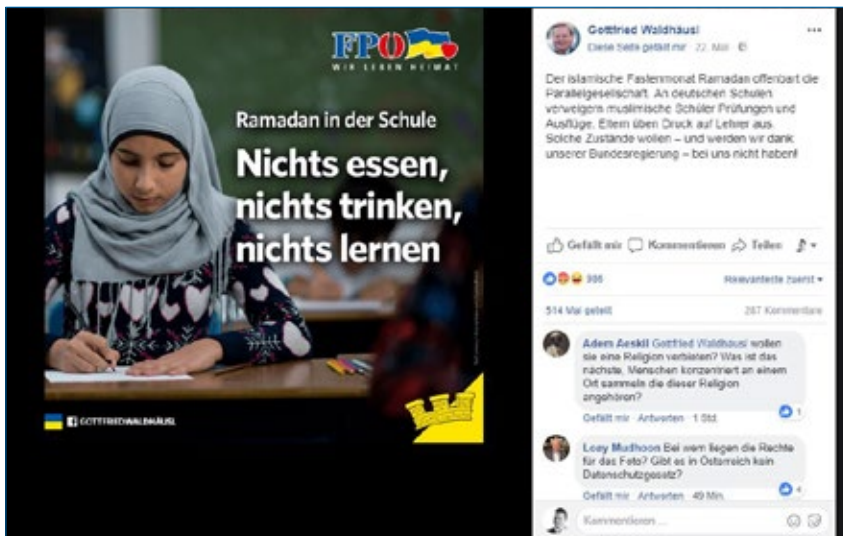 FPÖ
WIR LEBEN HEIMAT
Ramadan in der Schule
Nichts essen,
nichts trinken,
nichts lernen
GOTTFRIEDWALDHÄUSL
Gottfried Waldhäusl
Diese Seite gefällt mir · 22. Mai ·
Der islamische Fastenmonat Ramadan offenbart die
Parallelgesellschaft. An deutschen Schulen
verweigern muslimische Schüler Prüfungen und
Ausflüge, Eltern üben Druck auf Lehrer aus.
Solche Zustände wollen – und werden wir dank
unserer Bundesregierung – bei uns nicht haben!
Gefällt mir Kommentieren Teilen
986 Relevanteste zuerst
514 Mal geteilt 287 Kommentare
Adem Aeskil Gottfried Waldhäusl wollen
sie eine Religion verbieten? Was ist das
nächste, Menschen konzentriert an einem
Ort sammeln die dieser Religion
angehören?
Gefällt mir · Antworten · 1 Std. 1
Loay Mudhoon Bei wem liegen die Rechte
für das Foto? Gibt es in Österreich kein
Datenschutzgesetz?
Gefällt mir · Antworten · 49 Min. 4
Kommentieren ...